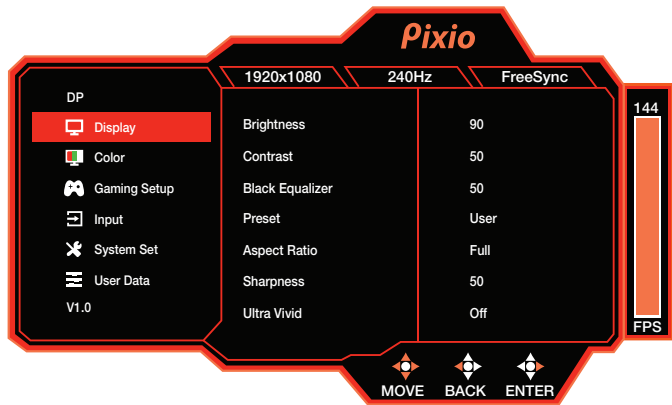 Pixio
1920x1080 240Hz FreeSync
DP
Display
Color
Gaming Setup
Input
System Set
User Data
V1.0
Brightness 90
Contrast 50
Black Equalizer 50
Preset User
Aspect Ratio Full
Sharpness 50
Ultra Vivid Off
144
FPS
MOVE BACK ENTER